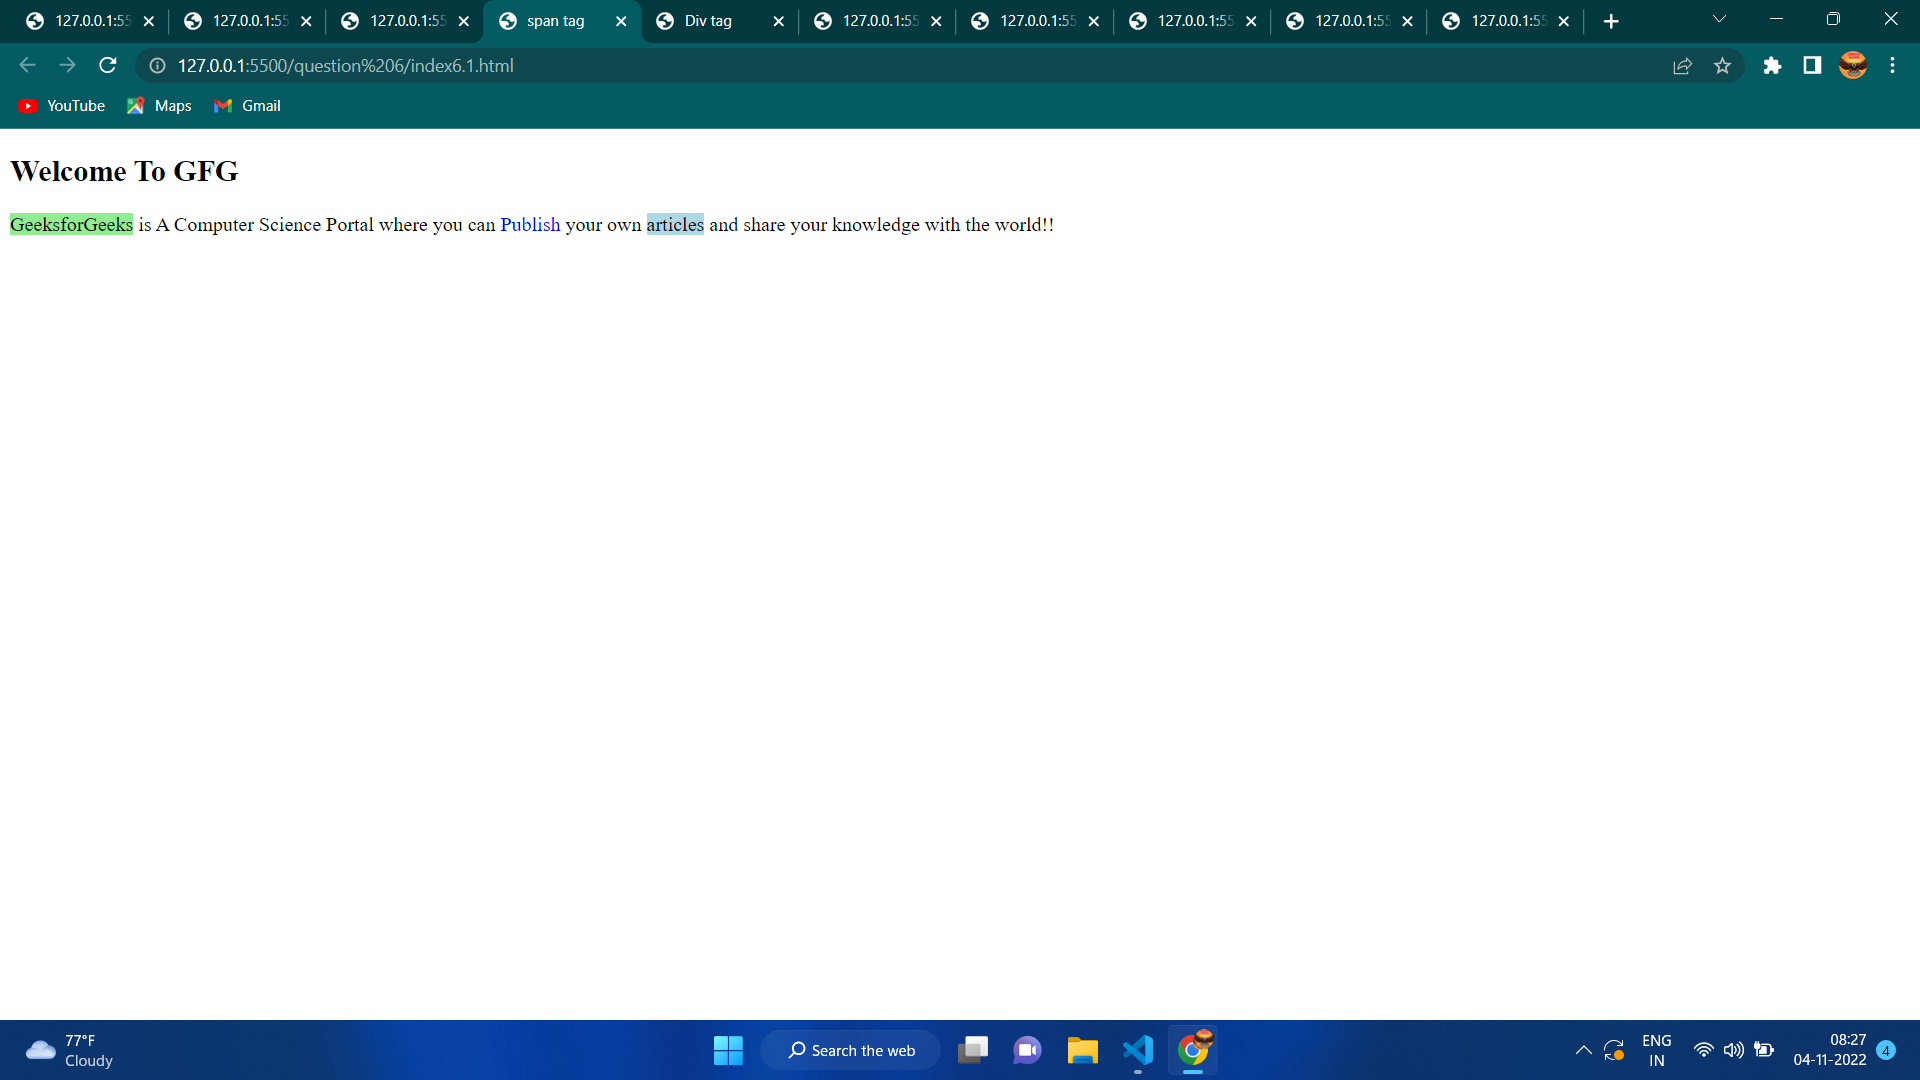 127.0.0.1:55 127.0.0.1:55 127.0.0.1:55 span tag Div tag 127.0.0.1:55 127.0.0.1:55 127.0.0.1:55 127.0.0.1:55 127.0.0.1:55
127.0.0.1:5500/question%206/index6.1.html
YouTube Maps Gmail
Welcome To GFG
GeeksforGeeks is A Computer Science Portal where you can Publish your own articles and share your knowledge with the world!!
77°F
Cloudy
Search the web
ENG
IN
08:27
04-11-2022
4